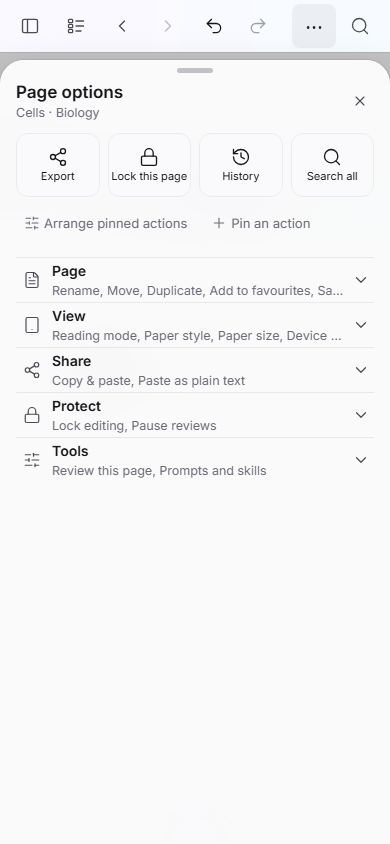 Page options
Cells · Biology
Export
Lock this page
History
Search all
Arrange pinned actions
Pin an action
Page
Rename, Move, Duplicate, Add to favourites, Sa...
View
Reading mode, Paper style, Paper size, Device ...
Share
Copy & paste, Paste as plain text
Protect
Lock editing, Pause reviews
Tools
Review this page, Prompts and skills